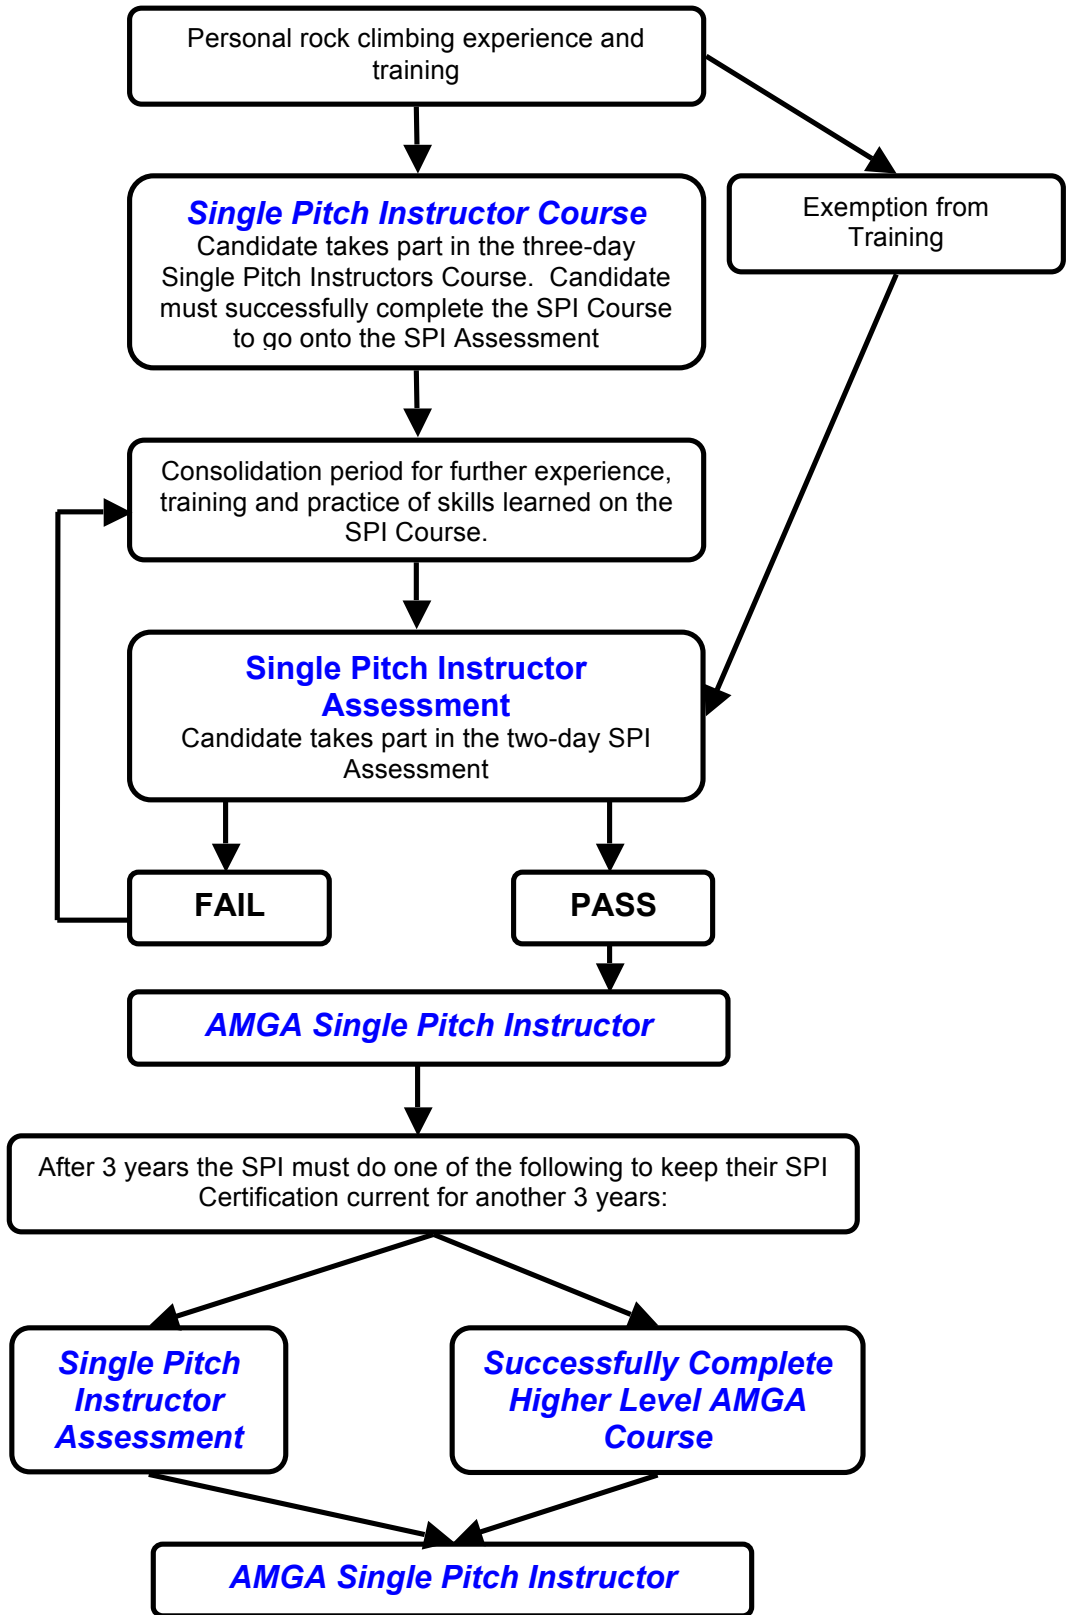 Personal rock climbing experience and
training
Single Pitch Instructor Course
Candidate takes part in the three-day
Single Pitch Instructors Course.  Candidate
must successfully complete the SPI Course
to go onto the SPI Assessment
Exemption from
Training
Consolidation period for further experience,
training and practice of skills learned on the
SPI Course.
Single Pitch Instructor
Assessment
Candidate takes part in the two-day SPI
Assessment
FAIL
PASS
AMGA Single Pitch Instructor
After 3 years the SPI must do one of the following to keep their SPI
Certification current for another 3 years:
Single Pitch
Instructor
Assessment
Successfully Complete
Higher Level AMGA
Course
AMGA Single Pitch Instructor